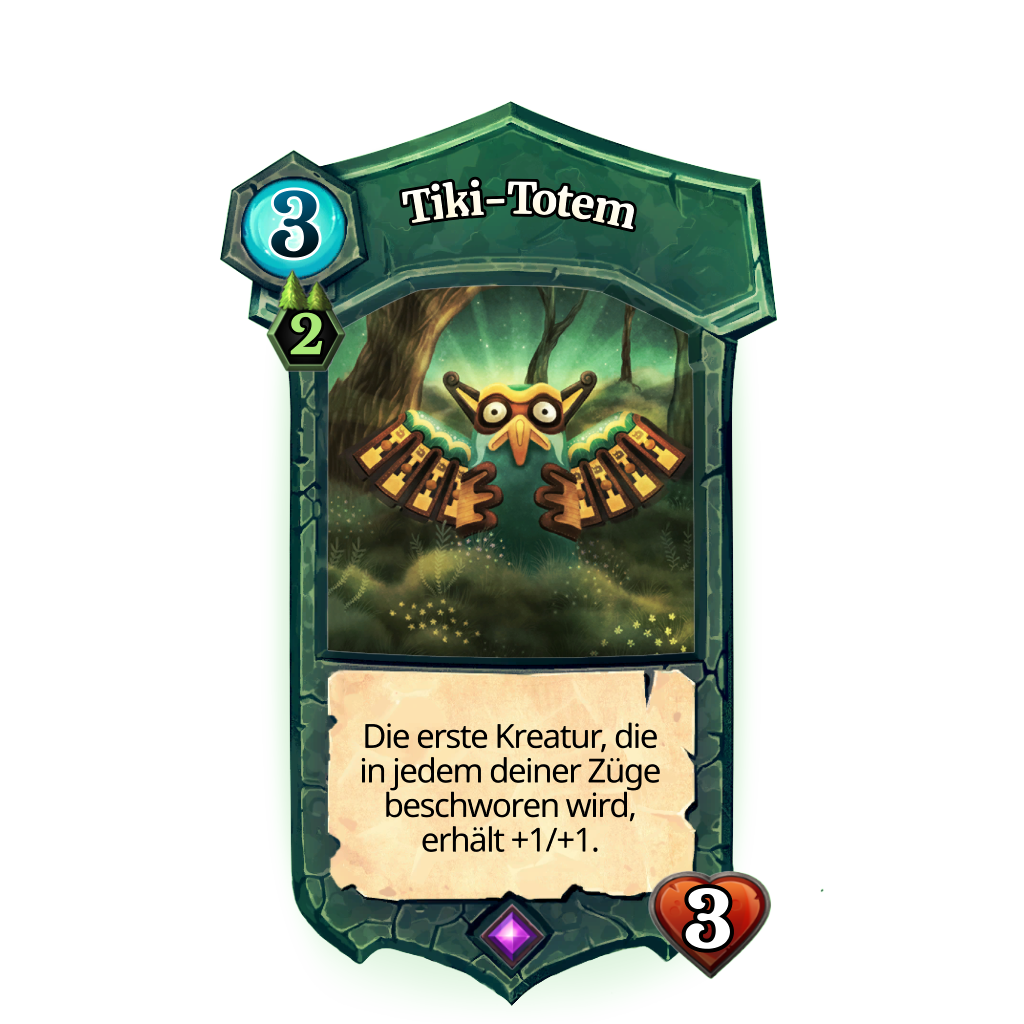 Tiki-Totem
3
2
Die erste Kreatur, die
in jedem deiner Züge
beschworen wird,
erhält +1/+1.
3